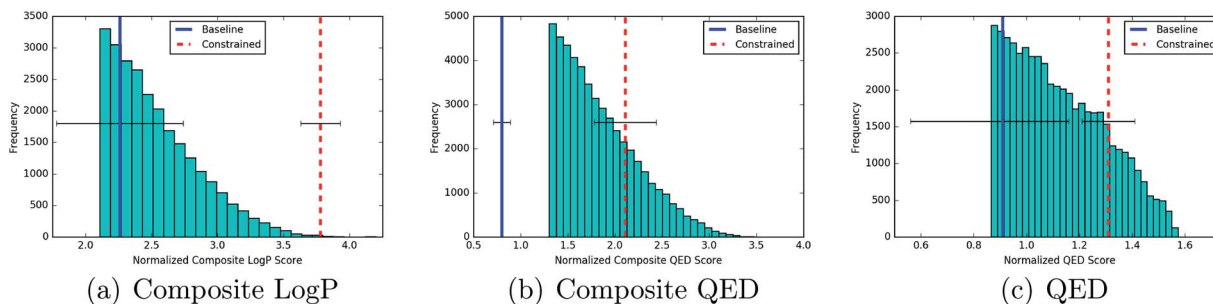 3500
3000
2500
2000
1500
1000
500
0
Frequency
2.0 2.5 3.0 3.5 4.0
Normalized Composite LogP Score
Baseline
Constrained
(a) Composite LogP
5000
4000
3000
2000
1000
0
Frequency
0.5 1.0 1.5 2.0 2.5 3.0 3.5 4.0
Normalized Composite QED Score
Baseline
Constrained
(b) Composite QED
3000
2500
2000
1500
1000
500
0
Frequency
0.6 0.8 1.0 1.2 1.4 1.6
Normalized QED Score
Baseline
Constrained
(c) QED